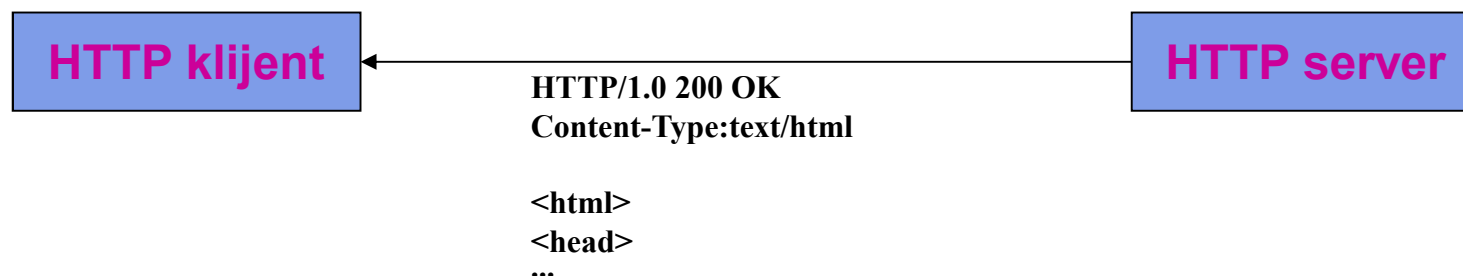 HTTP klijent
HTTP server
HTTP/1.0 200 OK
Content-Type:text/html
<html>
<head>
...